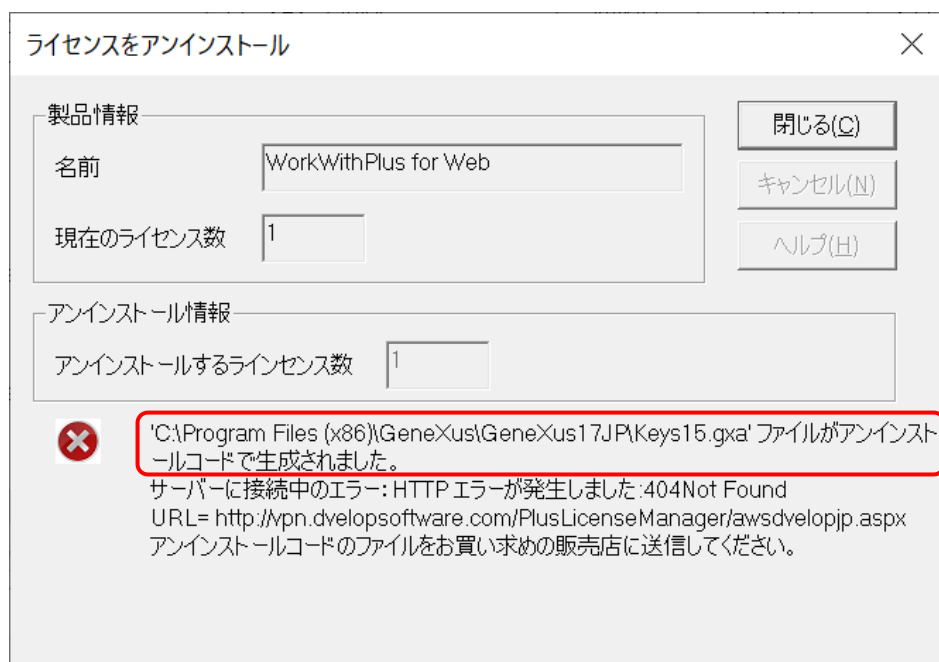 ライセンスをアンインストール
製品情報
名前
WorkWithPlus for Web
現在のライセンス数
1
閉じる(C)
キャンセル(N)
ヘルプ(H)
アンインストール情報
アンインストールするラインセンス数
1
'C:\Program Files (x86)\GeneXus\GeneXus17JP\Keys15.gxa' ファイルがアンインスト
ールコードで生成されました。
サーバーに接続中のエラー: HTTP エラーが発生しました:404Not Found
URL= http://vpn.dvelopsoftware.com/PlusLicenseManager/awsdvelopjp.aspx
アンインストールコードのファイルをお買い求めの販売店に送信してください。